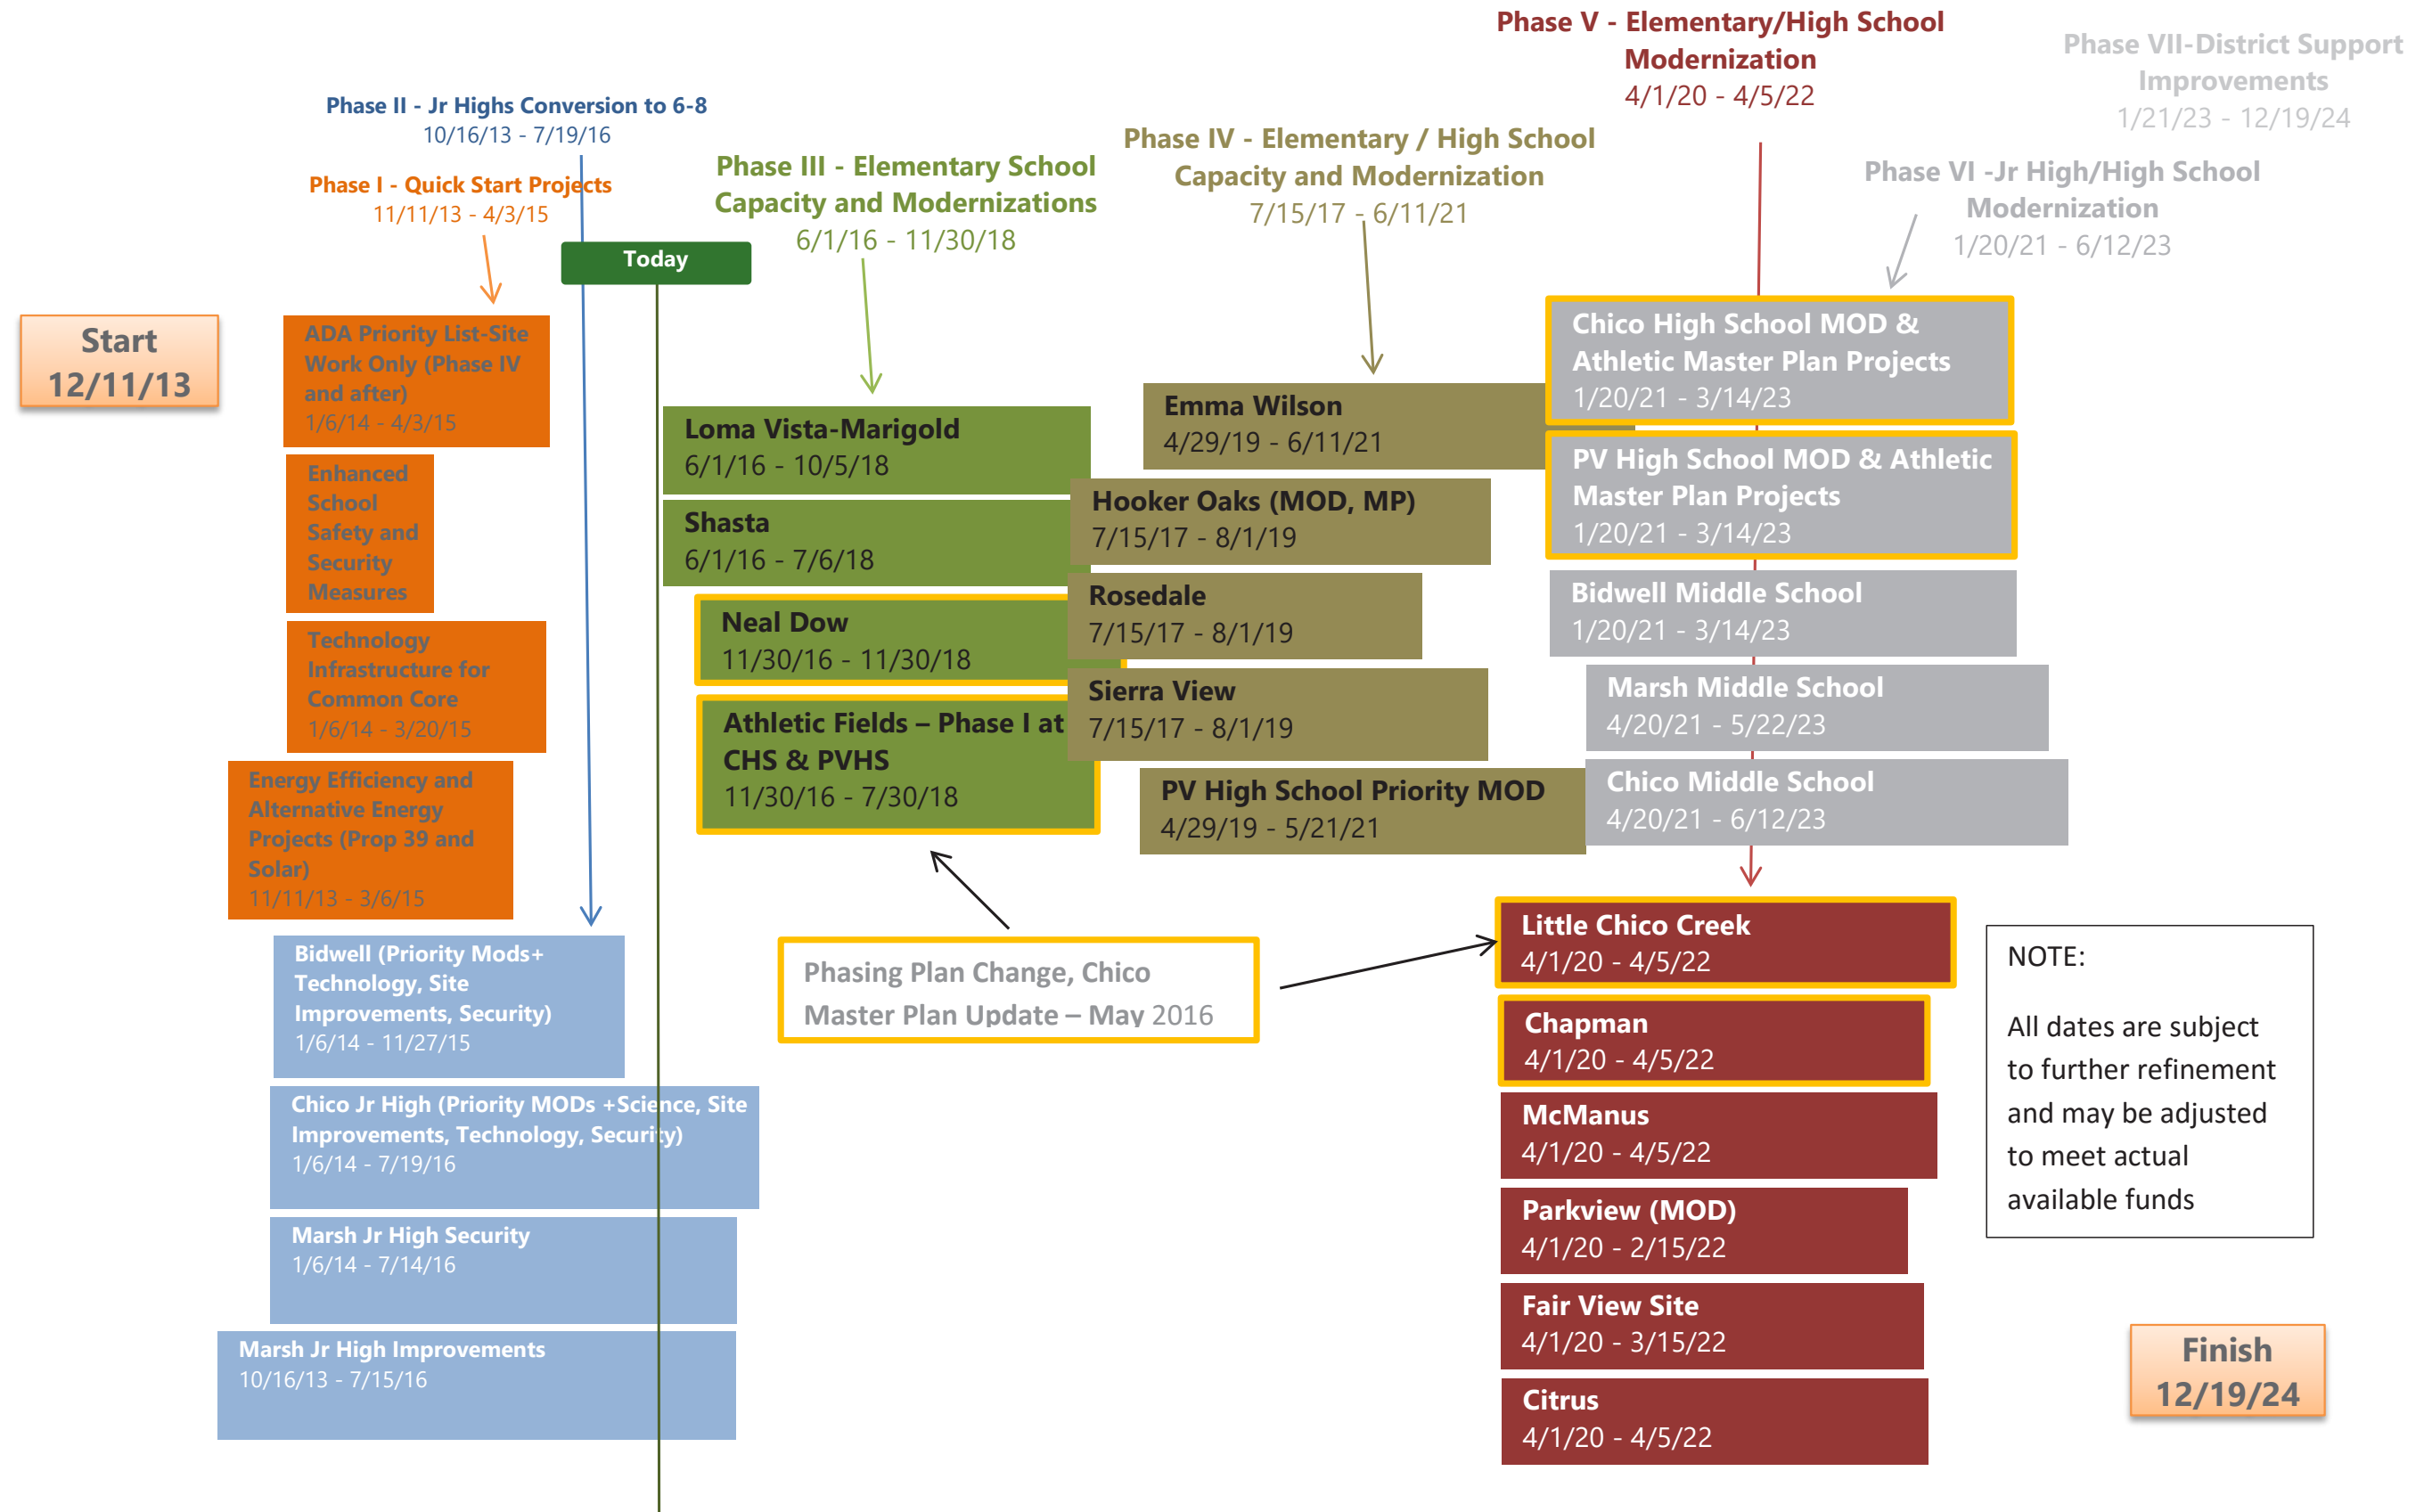 Phase V - Elementary/High School
Modernization
4/1/20 - 4/5/22
Phase VII-District Support
Improvements
1/21/23 - 12/19/24
Phase II - Jr Highs Conversion to 6-8
10/16/13 - 7/19/16
Phase IV - Elementary / High School
Capacity and Modernization
7/15/17 - 6/11/21
Phase III - Elementary School
Capacity and Modernizations
6/1/16 - 11/30/18
Phase VI -Jr High/High School
Modernization
1/20/21 - 6/12/23
Phase I - Quick Start Projects
11/11/13 - 4/3/15
Today
Start
12/11/13
ADA Priority List-Site
Work Only (Phase IV
and after)
1/6/14 - 4/3/15
Enhanced
School
Safety and
Security
Measures
Technology
Infrastructure for
Common Core
1/6/14 - 3/20/15
Energy Efficiency and
Alternative Energy
Projects (Prop 39 and
Solar)
11/11/13 - 3/6/15
Bidwell (Priority Mods+
Technology, Site
Improvements, Security)
1/6/14 - 11/27/15
Chico Jr High (Priority MODs +Science, Site
Improvements, Technology, Security)
1/6/14 - 7/19/16
Marsh Jr High Security
1/6/14 - 7/14/16
Marsh Jr High Improvements
10/16/13 - 7/15/16
Loma Vista-Marigold
6/1/16 - 10/5/18
Shasta
6/1/16 - 7/6/18
Neal Dow
11/30/16 - 11/30/18
Athletic Fields – Phase I at
CHS & PVHS
11/30/16 - 7/30/18
Emma Wilson
4/29/19 - 6/11/21
Hooker Oaks (MOD, MP)
7/15/17 - 8/1/19
Rosedale
7/15/17 - 8/1/19
Sierra View
7/15/17 - 8/1/19
PV High School Priority MOD
4/29/19 - 5/21/21
Chico High School MOD &
Athletic Master Plan Projects
1/20/21 - 3/14/23
PV High School MOD & Athletic
Master Plan Projects
1/20/21 - 3/14/23
Bidwell Middle School
1/20/21 - 3/14/23
Marsh Middle School
4/20/21 - 5/22/23
Chico Middle School
4/20/21 - 6/12/23
Phasing Plan Change, Chico
Master Plan Update – May 2016
Little Chico Creek
4/1/20 - 4/5/22
Chapman
4/1/20 - 4/5/22
McManus
4/1/20 - 4/5/22
Parkview (MOD)
4/1/20 - 2/15/22
Fair View Site
4/1/20 - 3/15/22
Citrus
4/1/20 - 4/5/22
NOTE:
All dates are subject
to further refinement
and may be adjusted
to meet actual
available funds
Finish
12/19/24